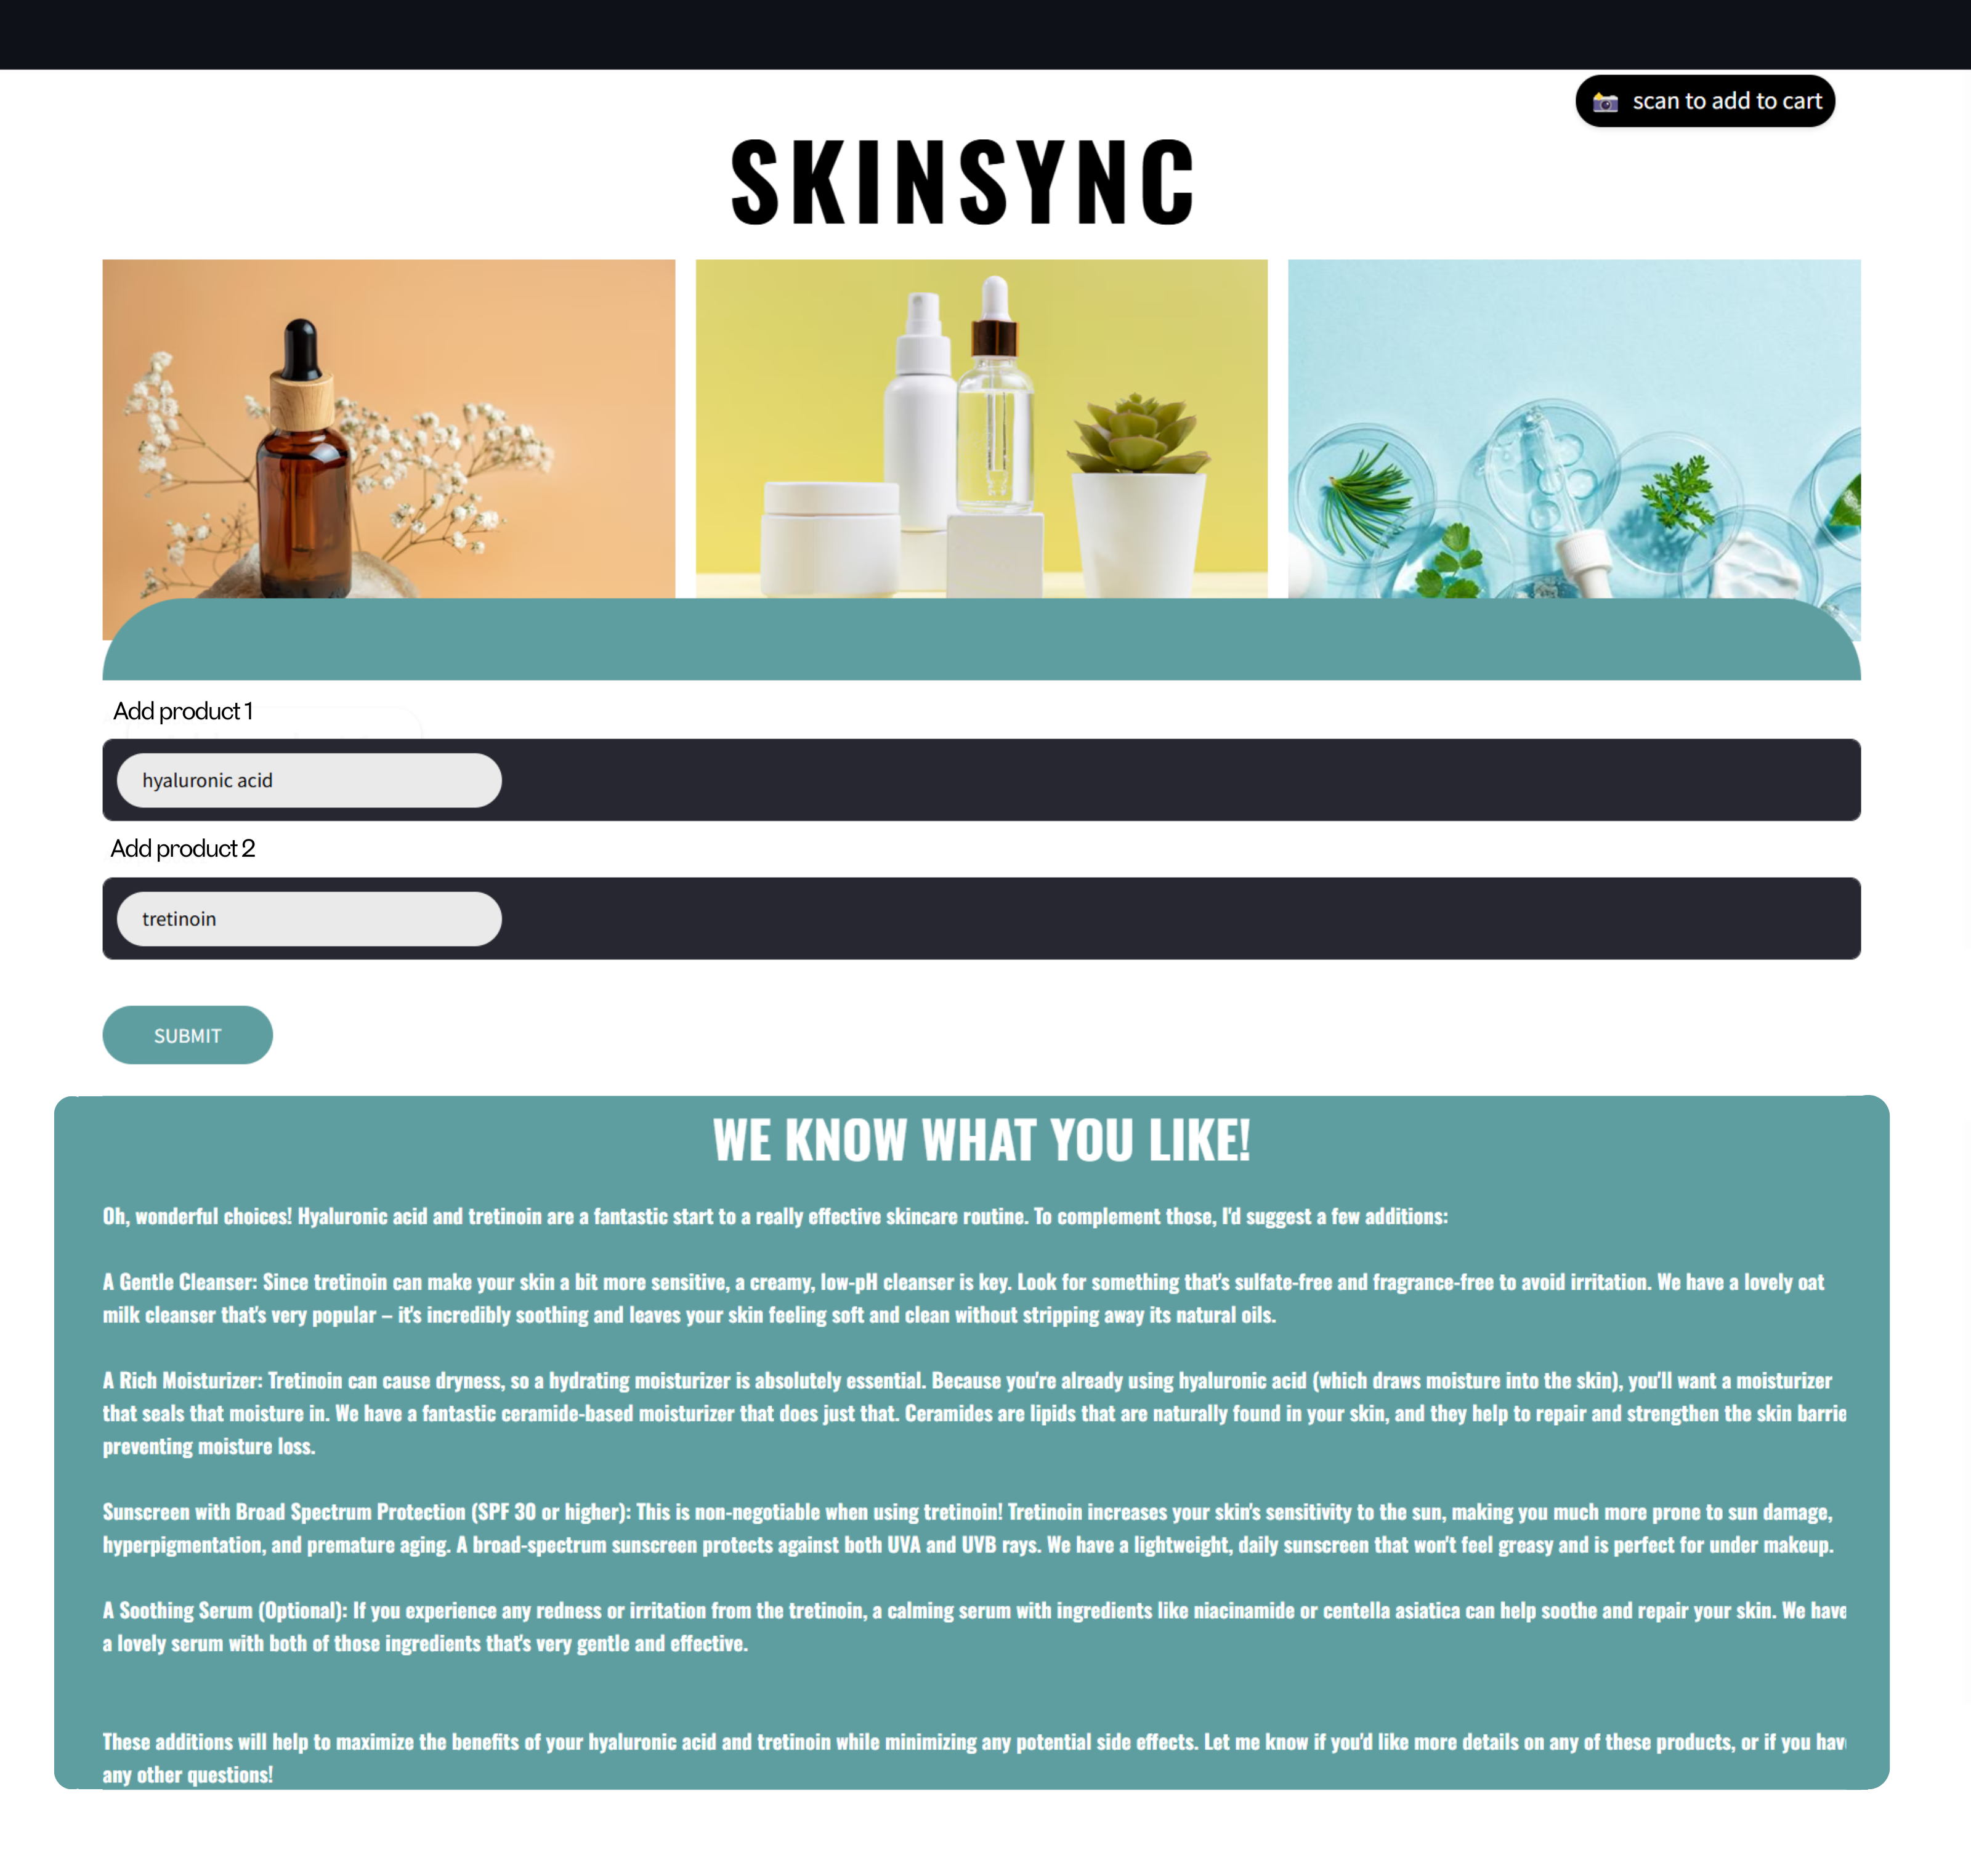 scan to add to cart
SKINSYNC
Add product 1
hyaluronic acid
Add product 2
tretinoin
SUBMIT
WE KNOW WHAT YOU LIKE!
Oh, wonderful choices! Hyaluronic acid and tretinoin are a fantastic start to a really effective skincare routine. To complement those, I'd suggest a few additions:
A Gentle Cleanser: Since tretinoin can make your skin a bit more sensitive, a creamy, low-pH cleanser is key. Look for something that's sulfate-free and fragrance-free to avoid irritation. We have a lovely oat
milk cleanser that's very popular – it's incredibly soothing and leaves your skin feeling soft and clean without stripping away its natural oils.
A Rich Moisturizer: Tretinoin can cause dryness, so a hydrating moisturizer is absolutely essential. Because you're already using hyaluronic acid (which draws moisture into the skin), you'll want a moisturizer
that seals that moisture in. We have a fantastic ceramide-based moisturizer that does just that. Ceramides are lipids that are naturally found in your skin, and they help to repair and strengthen the skin barrie
preventing moisture loss.
Sunscreen with Broad Spectrum Protection (SPF 30 or higher): This is non-negotiable when using tretinoin! Tretinoin increases your skin's sensitivity to the sun, making you much more prone to sun damage,
hyperpigmentation, and premature aging. A broad-spectrum sunscreen protects against both UVA and UVB rays. We have a lightweight, daily sunscreen that won't feel greasy and is perfect for under makeup.
A Soothing Serum (Optional): If you experience any redness or irritation from the tretinoin, a calming serum with ingredients like niacinamide or centella asiatica can help soothe and repair your skin. We have
a lovely serum with both of those ingredients that's very gentle and effective.
These additions will help to maximize the benefits of your hyaluronic acid and tretinoin while minimizing any potential side effects. Let me know if you'd like more details on any of these products, or if you hav
any other questions!